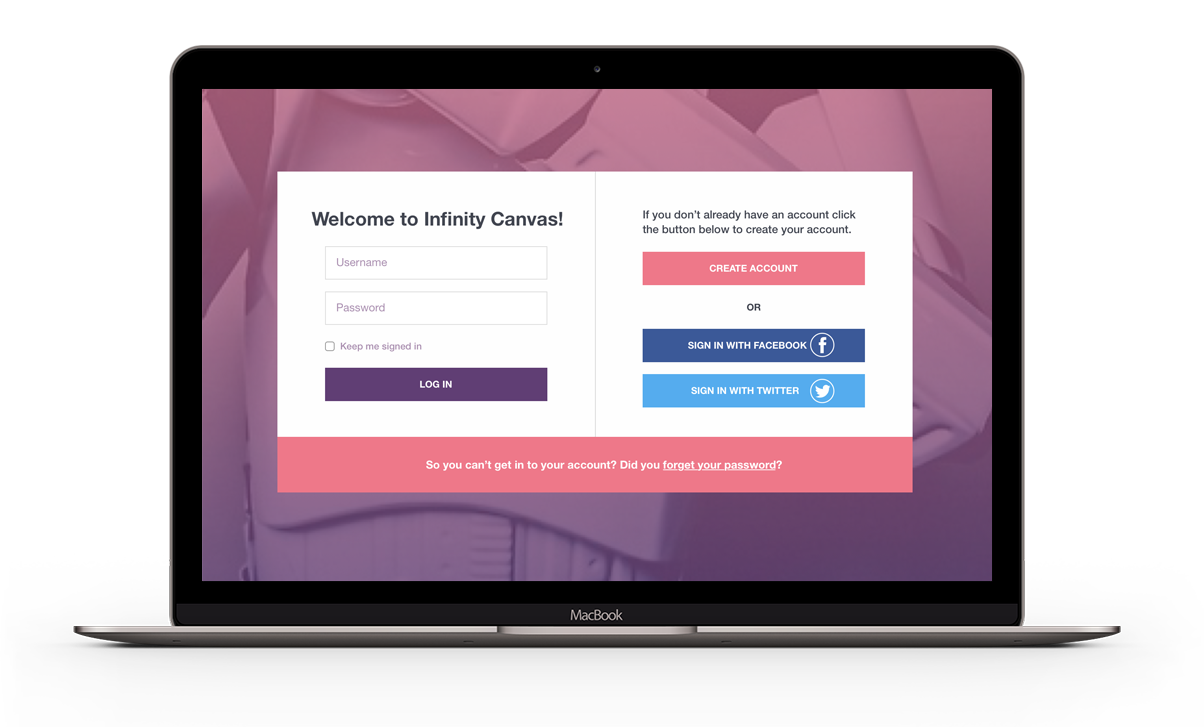 Welcome to Infinity Canvas!
Username
Password
Keep me signed in
LOG IN
If you don't already have an account click
the button below to create your account.
CREATE ACCOUNT
OR
SIGN IN WITH FACEBOOK
SIGN IN WITH TWITTER
So you can't get in to your account? Did you forget your password?
MacBook